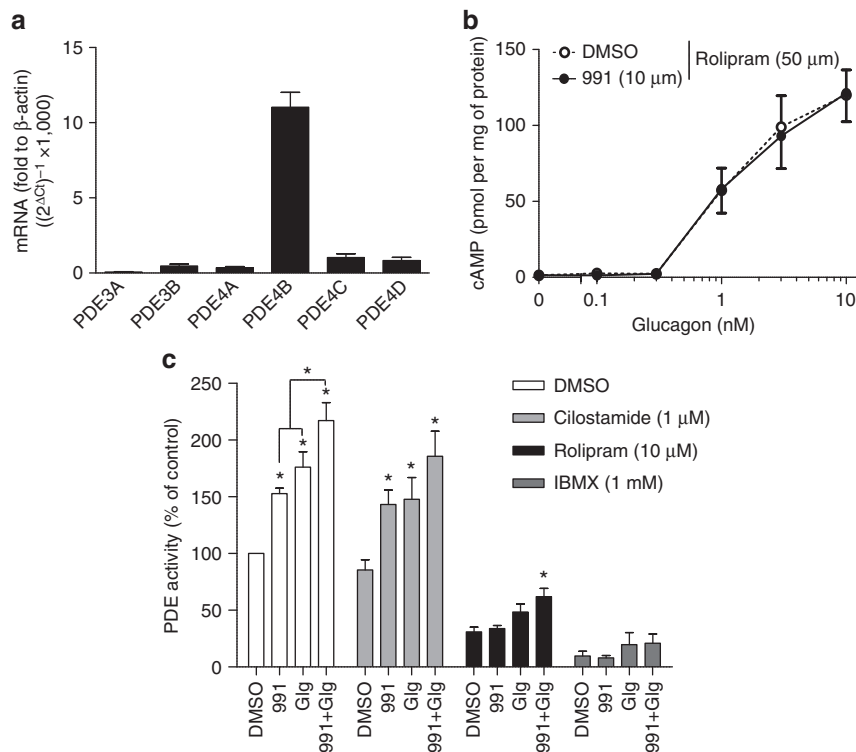 a
mRNA (fold to β-actin)
((2^ΔCt)⁻¹ ×1,000)
15
10
5
0
PDE3A
PDE3B
PDE4A
PDE4B
PDE4C
PDE4D
b
DMSO
991 (10 μm)
Rolipram (50 μm)
cAMP (pmol per mg of protein)
150
100
50
0
0
0.1
1
10
Glucagon (nM)
c
PDE activity (% of control)
250
200
150
100
50
0
*
*
*
*
*
*
*
*
DMSO
991
Glg
991+Glg
DMSO
991
Glg
991+Glg
DMSO
991
Glg
991+Glg
DMSO
991
Glg
991+Glg
DMSO
Cilostamide (1 μM)
Rolipram (10 μM)
IBMX (1 mM)